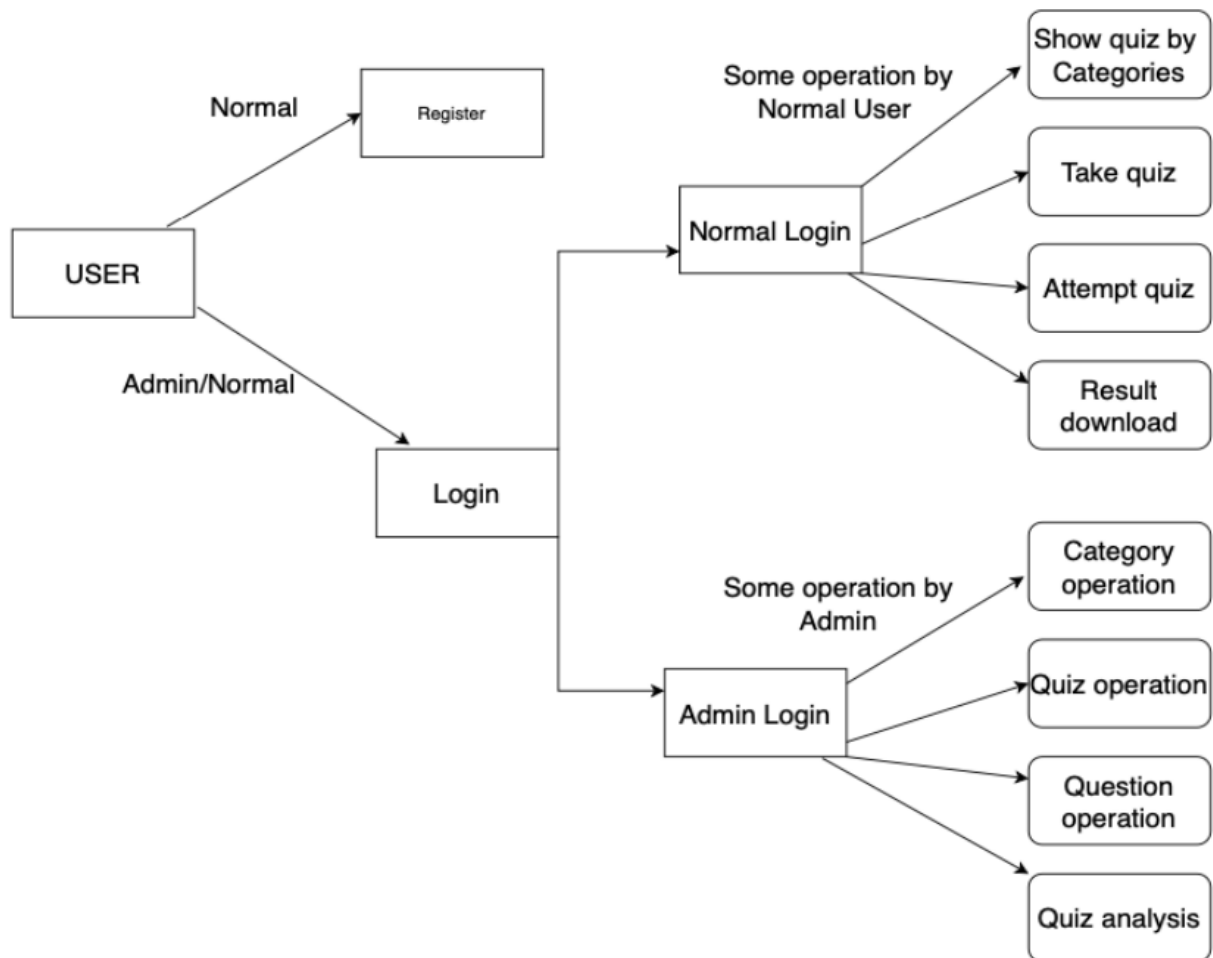 Normal
Register
USER
Admin/Normal
Login
Some operation by
Normal User
Normal Login
Show quiz by
Categories
Take quiz
Attempt quiz
Result
download
Some operation by
Admin
Admin Login
Category
operation
Quiz operation
Question
operation
Quiz analysis